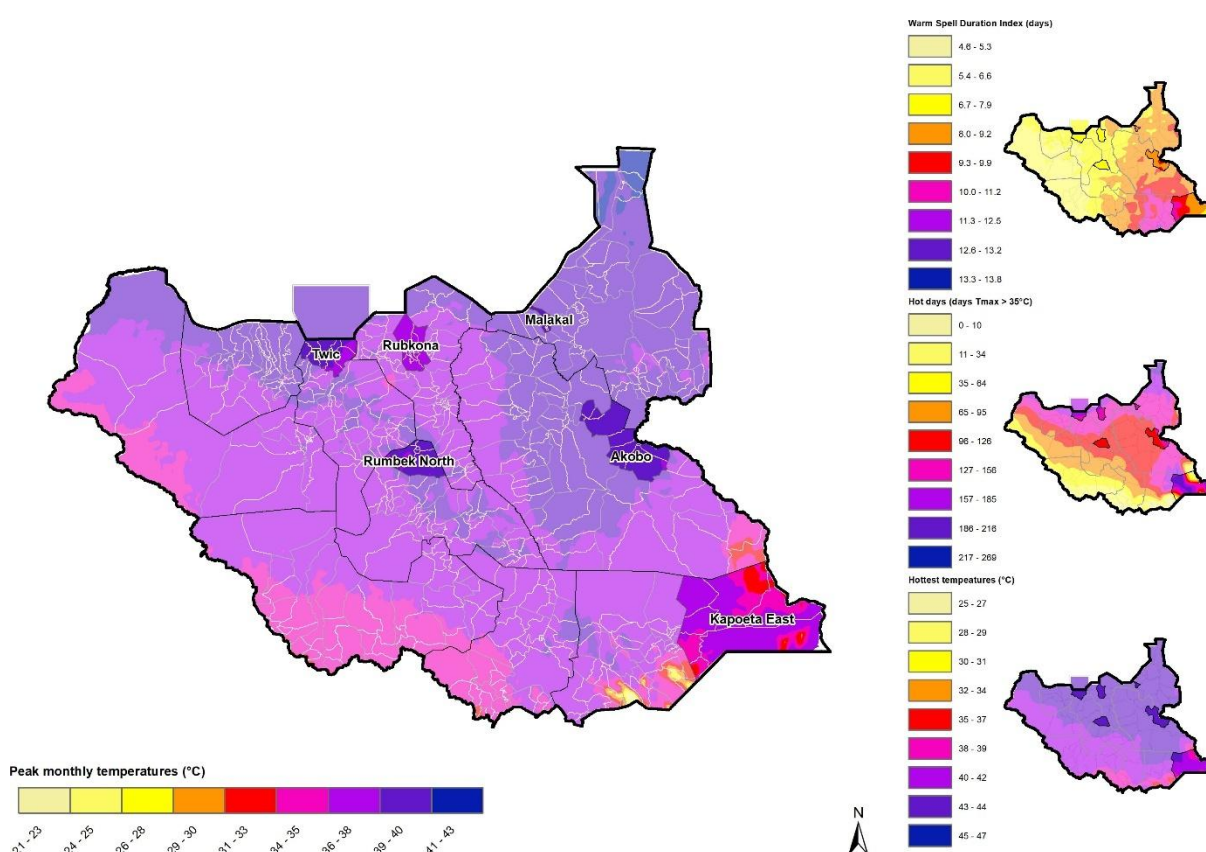 Warm Spell Duration Index (days)
4.6 - 5.3
5.4 - 6.6
6.7 - 7.9
8.0 - 9.2
9.3 - 9.9
10.0 - 11.2
11.3 - 12.5
12.6 - 13.2
13.3 - 13.8
Hot days (days Tmax > 35°C)
0 - 10
11 - 34
35 - 64
65 - 95
96 - 126
127 - 156
157 - 185
186 - 216
217 - 269
Hottest tempeatures (°C)
25 - 27
28 - 29
30 - 31
32 - 34
35 - 37
38 - 39
40 - 42
43 - 44
45 - 47
Malakal
Twic
Rubkona
Rumbek North
Akobo
Kapoeta East
Peak monthly temperatures (°C)
21 - 23
24 - 25
26 - 28
29 - 30
31 - 33
34 - 35
36 - 38
39 - 40
41 - 43
N